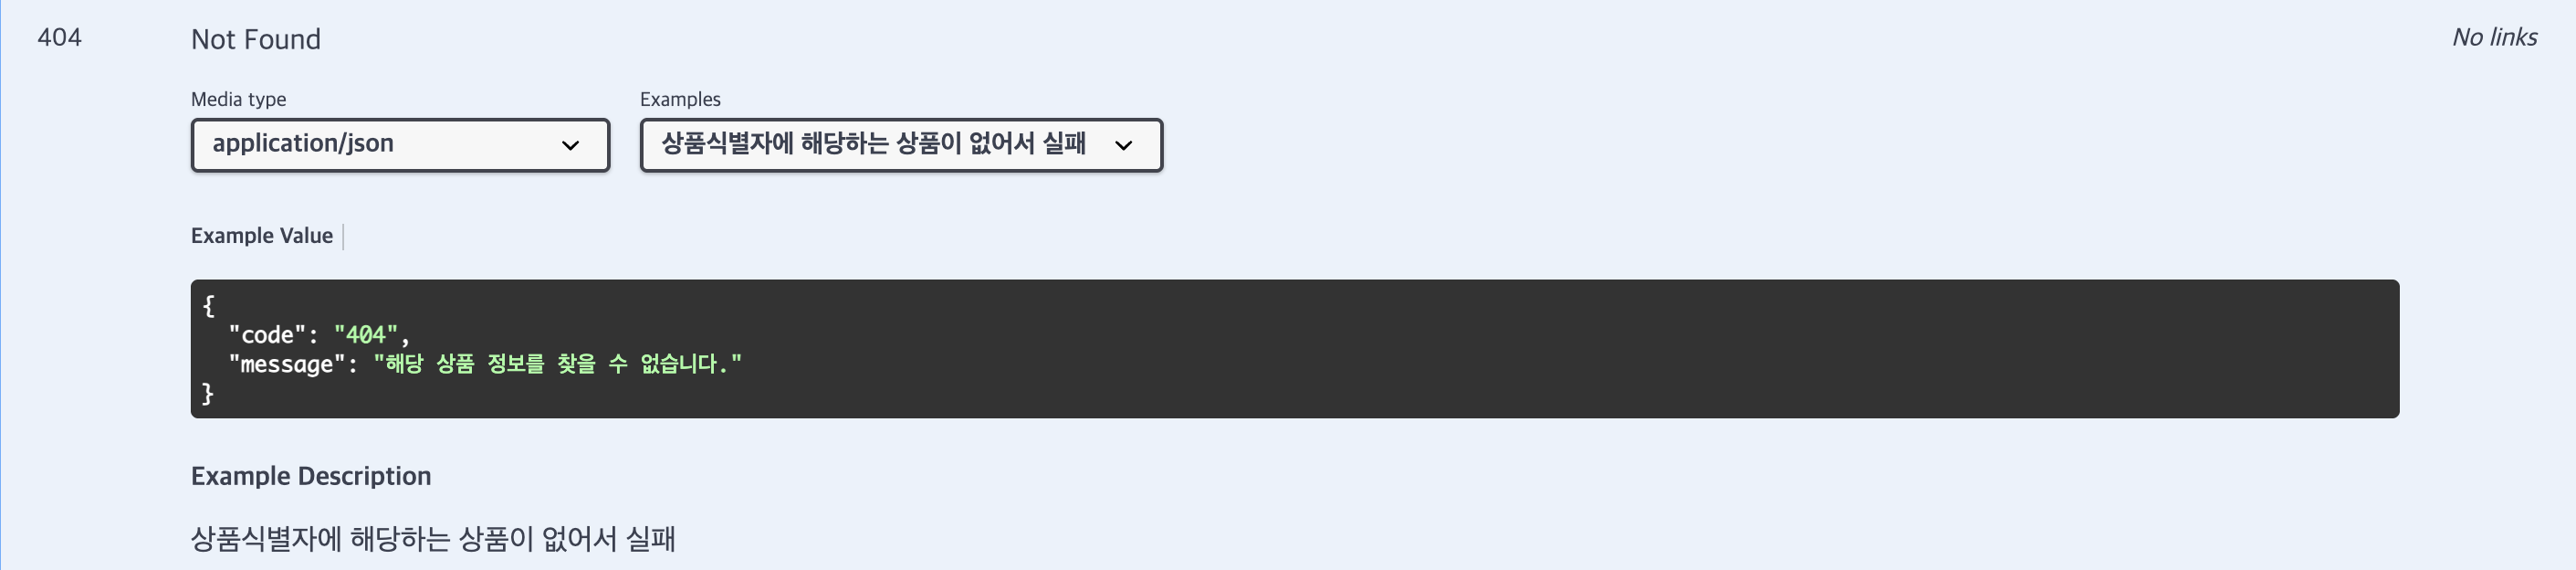 404 Not Found No links
Media type Examples
application/json 상품식별자에 해당하는 상품이 없어서 실패
Example Value
{
"code": "404",
"message": "해당 상품 정보를 찾을 수 없습니다."
}
Example Description
상품식별자에 해당하는 상품이 없어서 실패